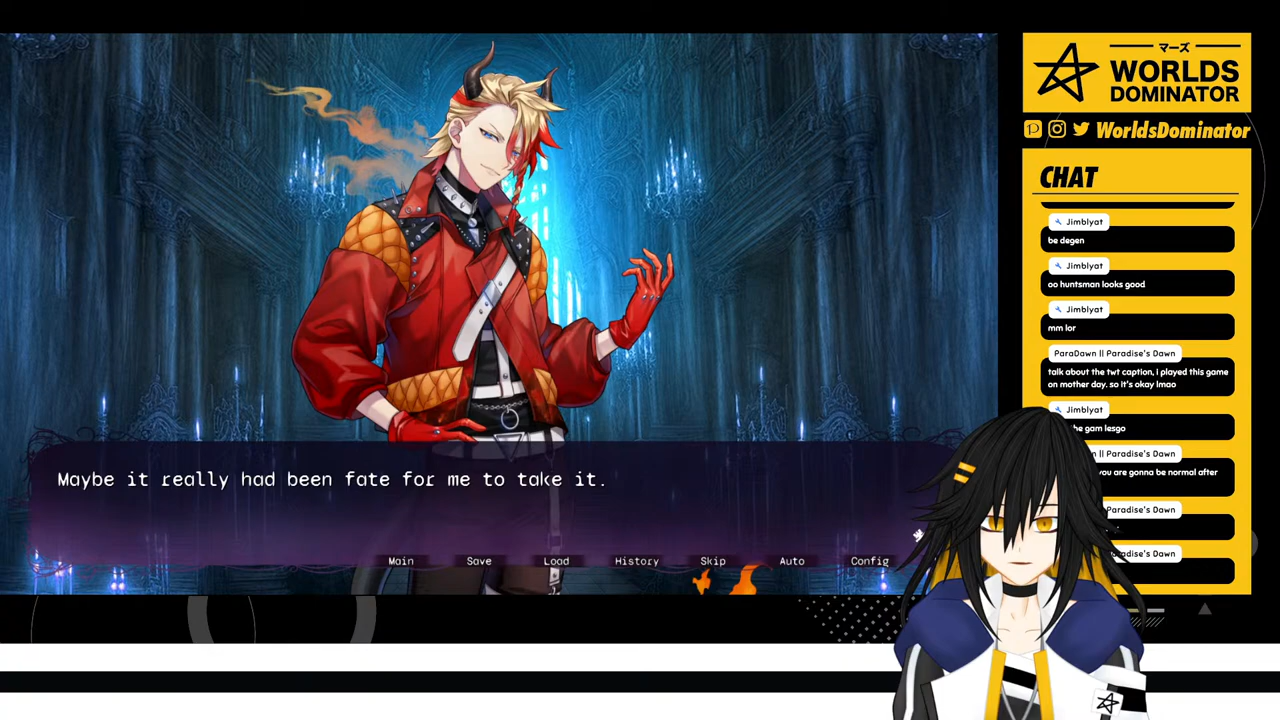 マーズ
WORLDS
DOMINATOR
WorldsDominator
CHAT
Jimblyat
be degen
Jimblyat
oo huntsman looks good
Jimblyat
mm lor
ParaDawn || Paradise's Dawn
talk about the twt caption, i played this game
on mother day. so it's okay lmao
Jimblyat
he gam lesgo
n || Paradise's Dawn
you are gonna be normal after
Paradise's Dawn
adise's Dawn
Maybe it really had been fate for me to take it.
Main Save Load History Skip Auto Config